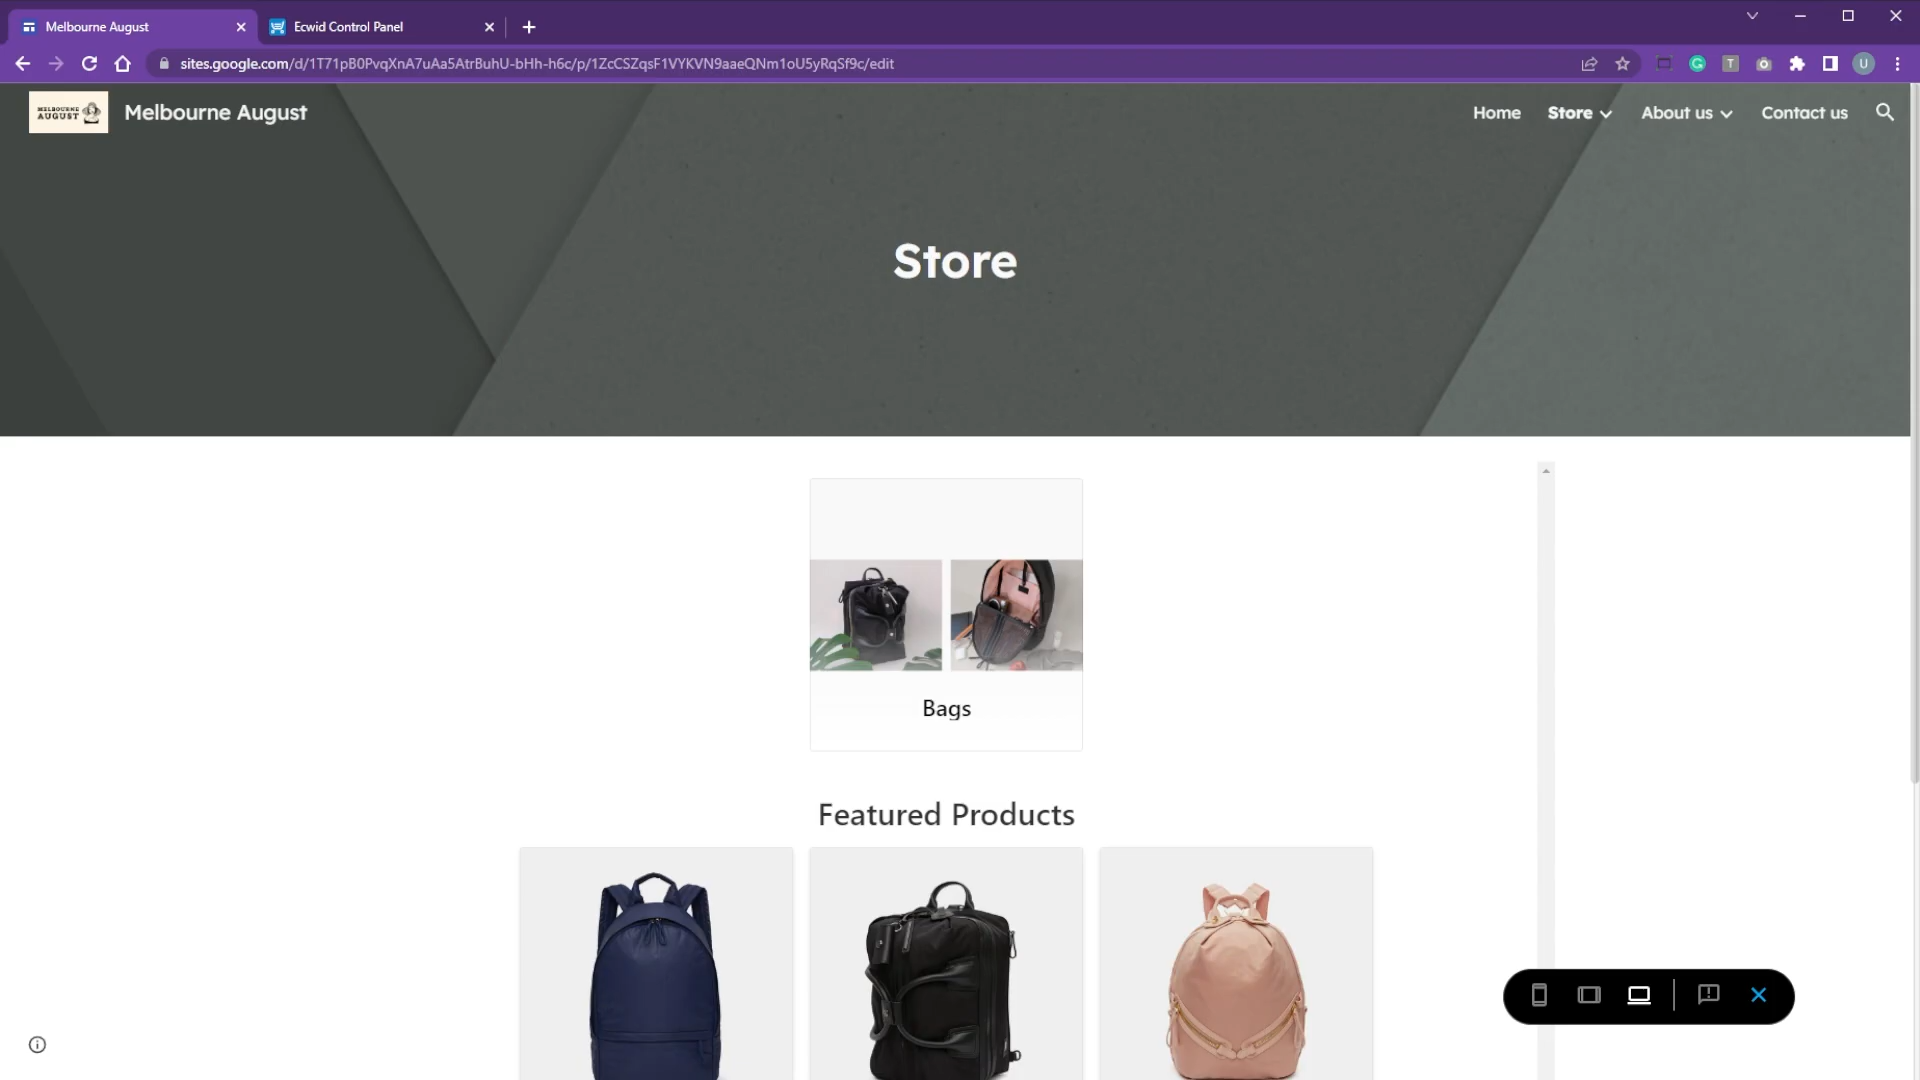 Melbourne August
Ecwid Control Panel
sites.google.com/d/1T71pB0PvqXnA7uAa5AtrBuhU-bHh-h6c/p/1ZcCSZqsF1VYKVN9aaeQNm1oU5yRqSf9c/edit
T
U
MELBOURNE
AUGUST
Melbourne August
Home
Store
About us
Contact us
Store
Bags
Featured Products